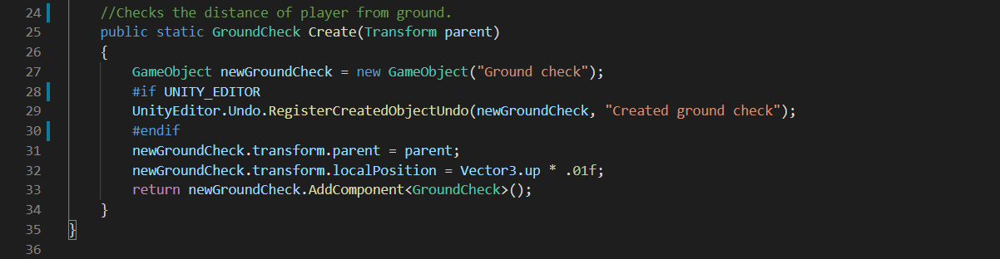 24 //Checks the distance of player from ground.
25 public static GroundCheck Create(Transform parent)
26 {
27 GameObject newGroundCheck = new GameObject("Ground check");
28 #if UNITY_EDITOR
29 UnityEditor.Undo.RegisterCreatedObjectUndo(newGroundCheck, "Created ground check");
30 #endif
31 newGroundCheck.transform.parent = parent;
32 newGroundCheck.transform.localPosition = Vector3.up * .01f;
33 return newGroundCheck.AddComponent<GroundCheck>();
34 }
35 }
36